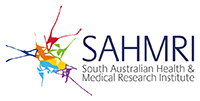 SAHMRI
South Australian Health &
Medical Research Institute